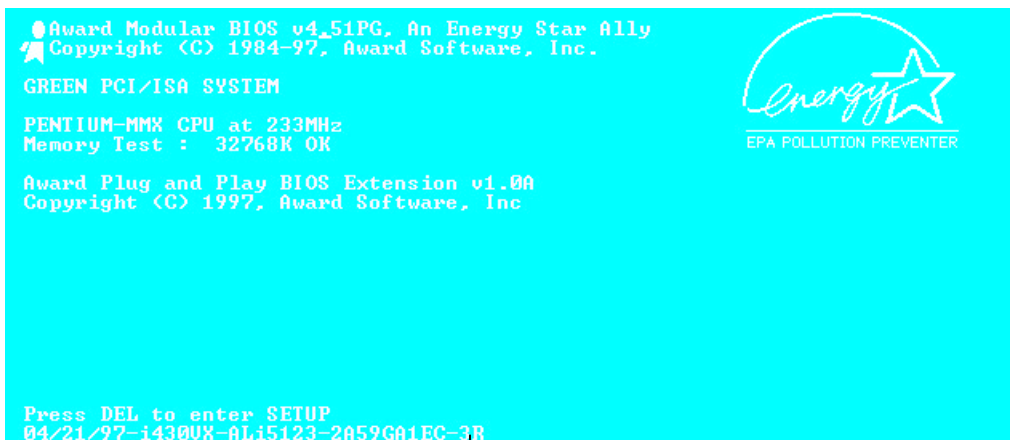 Award Modular BIOS v4.51PG, An Energy Star Ally
Copyright (C) 1984-97, Award Software, Inc.
energy
EPA POLLUTION PREVENTER
GREEN PCI/ISA SYSTEM
PENTIUM-MMX CPU at 233MHz
Memory Test :  32768K OK
Award Plug and Play BIOS Extension v1.0A
Copyright (C) 1997, Award Software, Inc
Press DEL to enter SETUP
04/21/97-i430VX-ALi5123-2A59GA1EC-3R